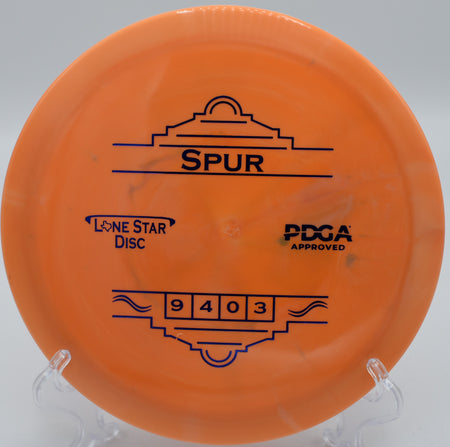 SPUR
LONE STAR
DISC
PDGA
APPROVED
9 4 0 3